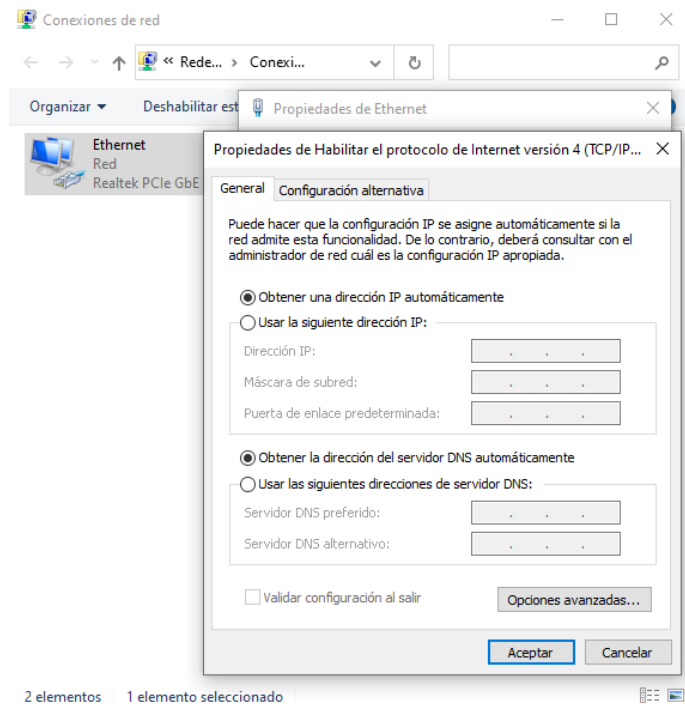 Conexiones de red
« Rede... > Conexi...
Organizar
Deshabilitar est
Propiedades de Ethernet
Ethernet
Red
Realtek PCIe GbE
Propiedades de Habilitar el protocolo de Internet versión 4 (TCP/IP...
General
Configuración alternativa
Puede hacer que la configuración IP se asigne automáticamente si la
red admite esta funcionalidad. De lo contrario, deberá consultar con el
administrador de red cuál es la configuración IP apropiada.
Obtener una dirección IP automáticamente
Usar la siguiente dirección IP:
Dirección IP:
Máscara de subred:
Puerta de enlace predeterminada:
Obtener la dirección del servidor DNS automáticamente
Usar las siguientes direcciones de servidor DNS:
Servidor DNS preferido:
Servidor DNS alternativo:
Validar configuración al salir
Opciones avanzadas...
Aceptar
Cancelar
2 elementos
1 elemento seleccionado